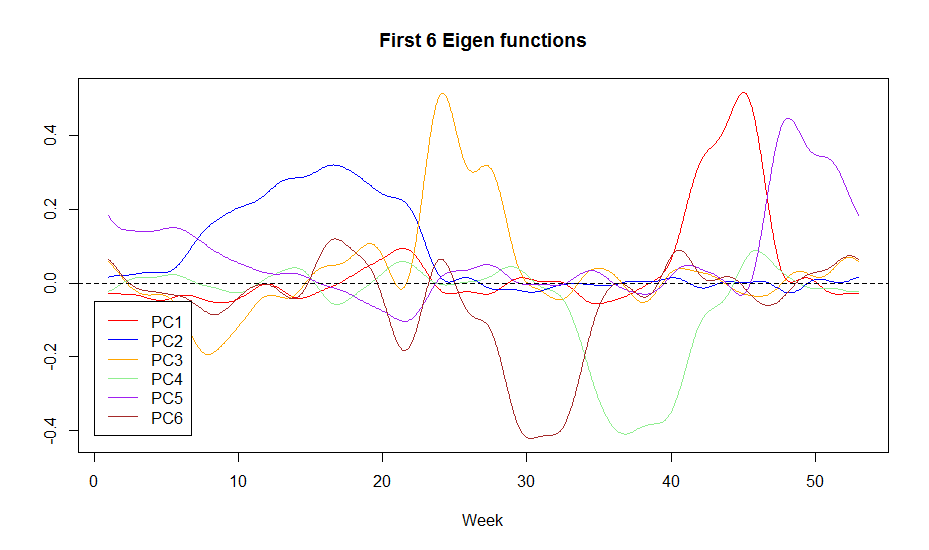 First 6 Eigen functions
0.4
0.2
0.0
-0.2
-0.4
PC1
PC2
PC3
PC4
PC5
PC6
0 10 20 30 40 50
Week